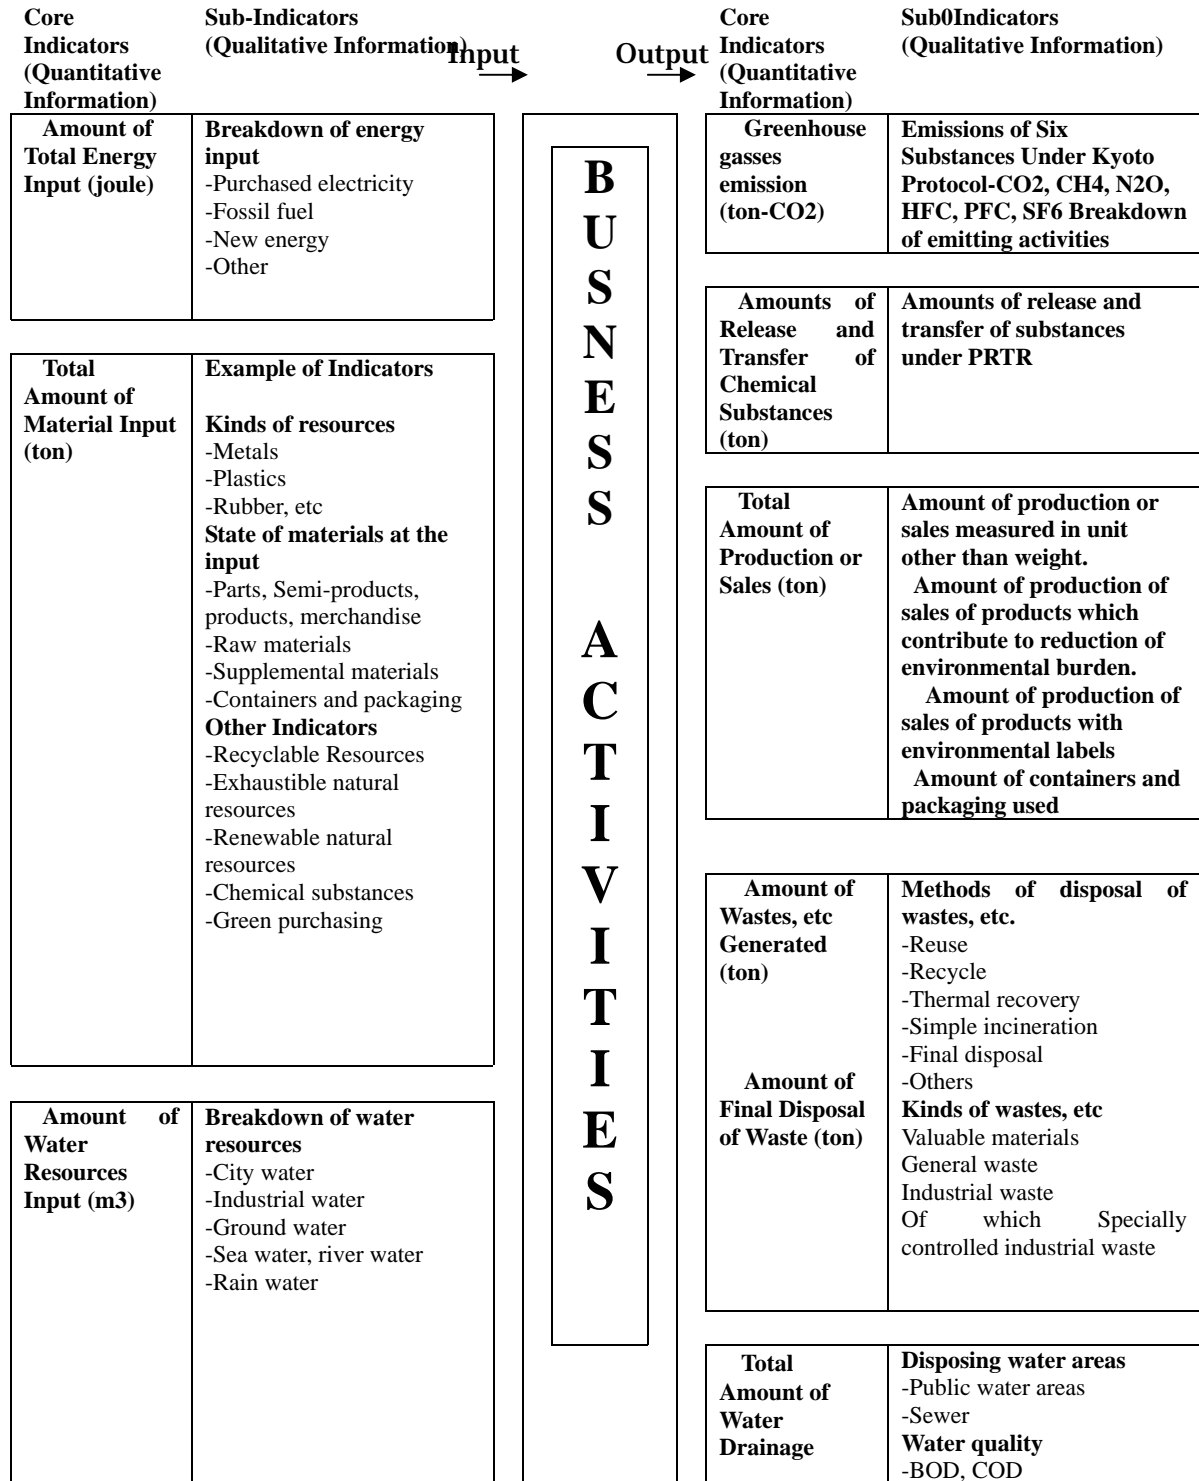 Core
Indicators
(Quantitative
Information)
Sub-Indicators
(Qualitative Information)
Input
Output
Core
Indicators
(Quantitative
Information)
Sub0Indicators
(Qualitative Information)
Amount of
Total Energy
Input (joule)
Breakdown of energy
input
-Purchased electricity
-Fossil fuel
-New energy
-Other
Total
Amount of
Material Input
(ton)
Example of Indicators
Kinds of resources
-Metals
-Plastics
-Rubber, etc
State of materials at the
input
-Parts, Semi-products,
products, merchandise
-Raw materials
-Supplemental materials
-Containers and packaging
Other Indicators
-Recyclable Resources
-Exhaustible natural
resources
-Renewable natural
resources
-Chemical substances
-Green purchasing
Amount of
Water
Resources
Input (m3)
Breakdown of water
resources
-City water
-Industrial water
-Ground water
-Sea water, river water
-Rain water
B
U
S
N
E
S
S
A
C
T
I
V
I
T
I
E
S
Greenhouse
gasses
emission
(ton-CO2)
Emissions of Six
Substances Under Kyoto
Protocol-CO2, CH4, N2O,
HFC, PFC, SF6 Breakdown
of emitting activities
Amounts of
Release and
Transfer of
Chemical
Substances
(ton)
Amounts of release and
transfer of substances
under PRTR
Total
Amount of
Production or
Sales (ton)
Amount of production or
sales measured in unit
other than weight.
Amount of production of
sales of products which
contribute to reduction of
environmental burden.
Amount of production of
sales of products with
environmental labels
Amount of containers and
packaging used
Amount of
Wastes, etc
Generated
(ton)
Amount of
Final Disposal
of Waste (ton)
Methods of disposal of
wastes, etc.
-Reuse
-Recycle
-Thermal recovery
-Simple incineration
-Final disposal
-Others
Kinds of wastes, etc
Valuable materials
General waste
Industrial waste
Of which Specially
controlled industrial waste
Total
Amount of
Water
Drainage
Disposing water areas
-Public water areas
-Sewer
Water quality
-BOD, COD